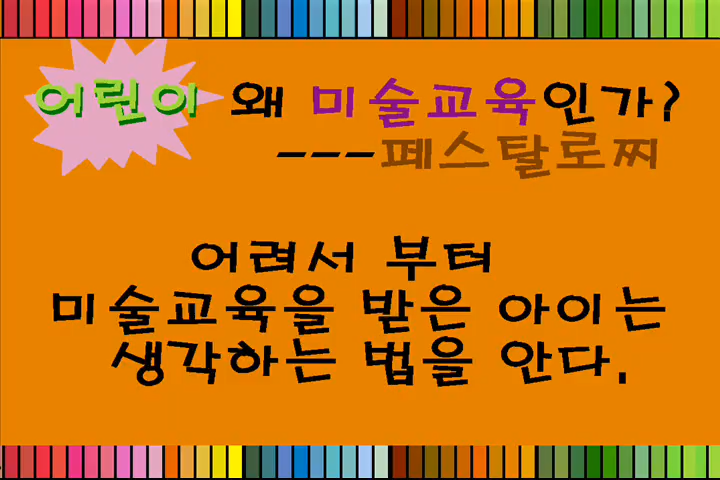 어린이 왜 미술교육인가?
---페스탈로찌
어려서 부터
미술교육을 받은 아이는
생각하는 법을 안다.